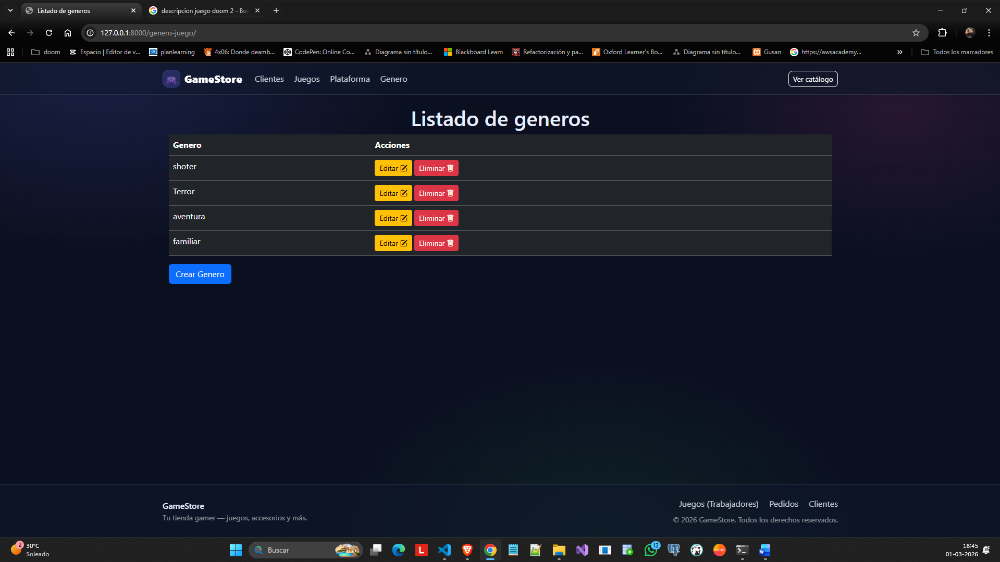 Listado de generos
descripcion juego doom 2 - Bu
127.0.0.1:8000/genero-juego/
doom
Espacio | Editor de v...
planlearning
4x06: Donde deamb...
CodePen: Online Co...
Diagrama sin título...
Blackboard Learn
Refactorización y pa...
Oxford Learner's Bo...
Diagrama sin título...
Gusan
https://awsacademy...
Todos los marcadores
GameStore
Clientes
Juegos
Plataforma
Genero
Ver catálogo
Listado de generos
Genero Acciones
shoter Editar Eliminar
Terror Editar Eliminar
aventura Editar Eliminar
familiar Editar Eliminar
Crear Genero
GameStore
Tu tienda gamer — juegos, accesorios y más.
Juegos (Trabajadores) Pedidos Clientes
© 2026 GameStore. Todos los derechos reservados.
2
30°C
Soleado
Buscar
L
12
SUNO
18:45
01-03-2026